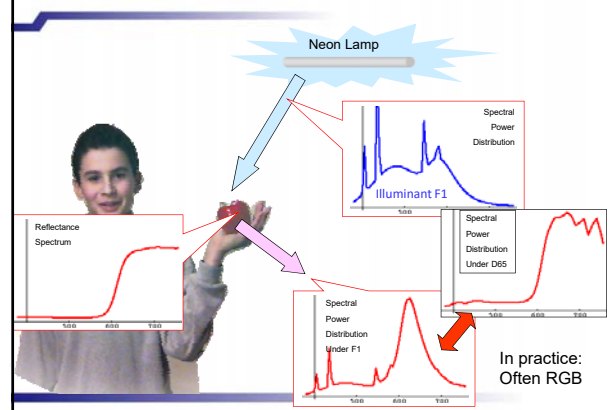 Neon Lamp
Spectral
Power
Distribution
Illuminant F1
500
Reflectance
Spectrum
500 600 700
Spectral
Power
Distribution
Under D65
500 600 700
Spectral
Power
Distribution
Under F1
500 600 700
In practice:
Often RGB